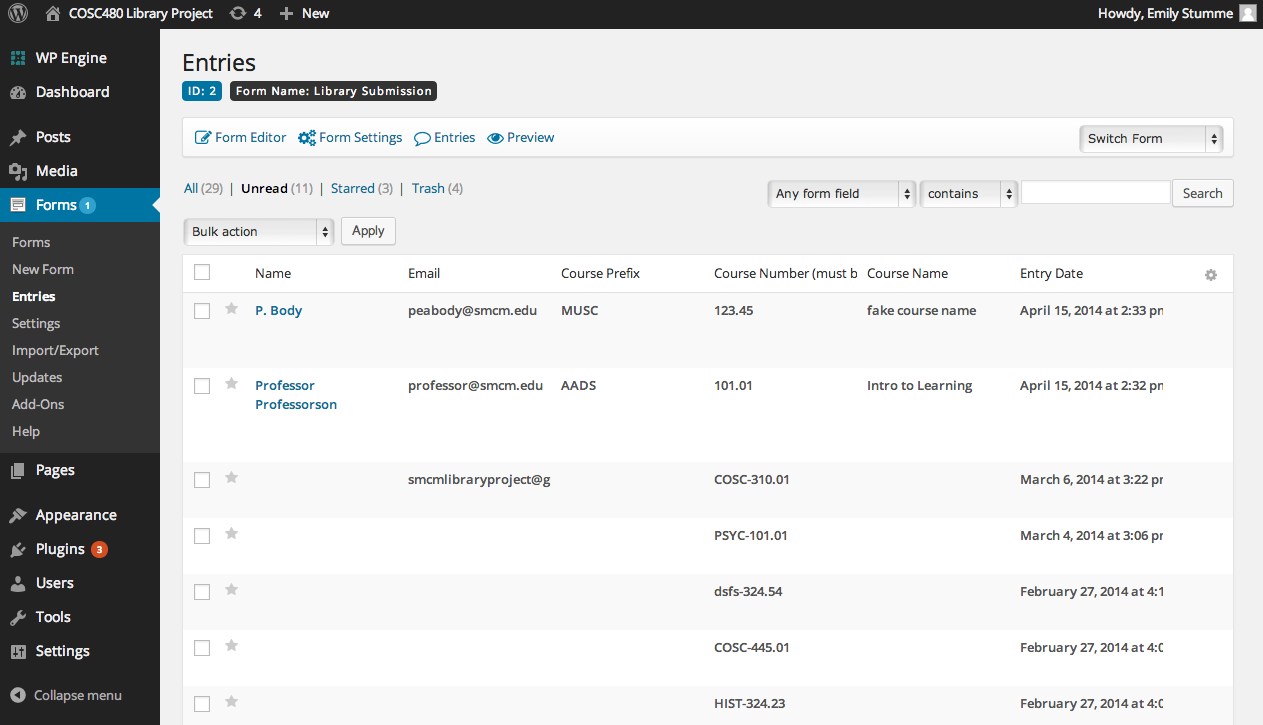 COSC480 Library Project 4 New Howdy, Emily Stumme
WP Engine
Dashboard
Posts
Media
Forms 1
Forms
New Form
Entries
Settings
Import/Export
Updates
Add-Ons
Help
Pages
Appearance
Plugins 3
Users
Tools
Settings
Collapse menu
Entries
ID: 2 Form Name: Library Submission
Form Editor Form Settings Entries Preview Switch Form
All (29) | Unread (11) | Starred (3) | Trash (4) Any form field contains Search
Bulk action Apply
Name Email Course Prefix Course Number (must b Course Name Entry Date
P. Body peabody@smcm.edu MUSC 123.45 fake course name April 15, 2014 at 2:33 pm
Professor professor@smcm.edu AADS 101.01 Intro to Learning April 15, 2014 at 2:32 pm
Professorson
smcmlibraryproject@g COSC-310.01 March 6, 2014 at 3:22 pm
PSYC-101.01 March 4, 2014 at 3:06 pm
dsfs-324.54 February 27, 2014 at 4:1
COSC-445.01 February 27, 2014 at 4:0
HIST-324.23 February 27, 2014 at 4:0